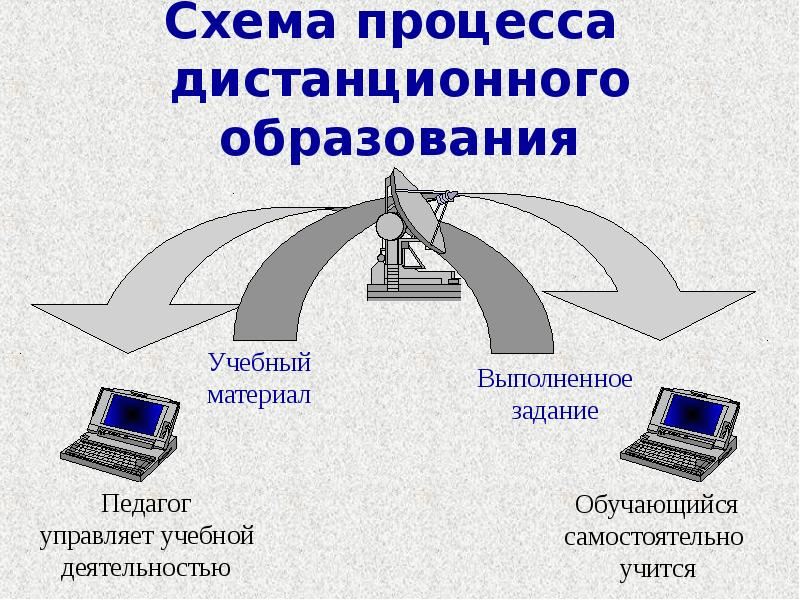 Схема процесса
дистанционного
образования
Учебный
материал
Выполненное
задание
Педагог
управляет учебной
деятельностью
Обучающийся
самостоятельно
учится